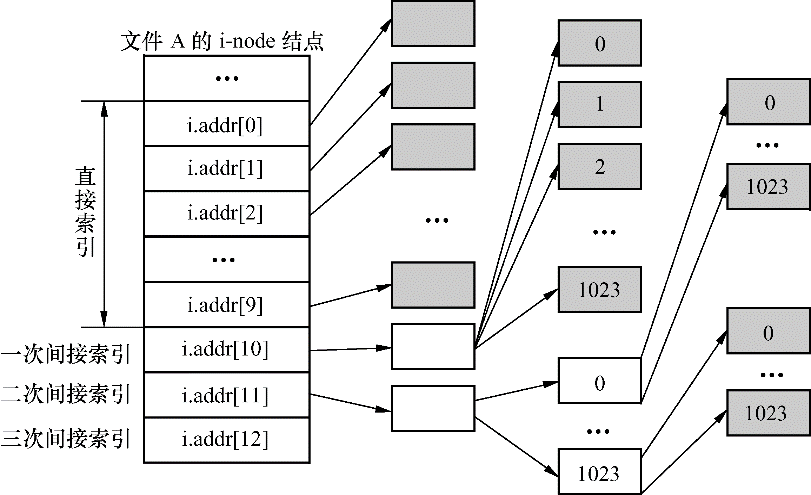 文件 A 的 i-node 结点
...
i.addr[0]
i.addr[1]
i.addr[2]
...
i.addr[9]
i.addr[10]
i.addr[11]
i.addr[12]
直接索引
一次间接索引
二次间接索引
三次间接索引
...
0
1
2
...
1023
0
...
1023
0
...
1023
0
...
1023